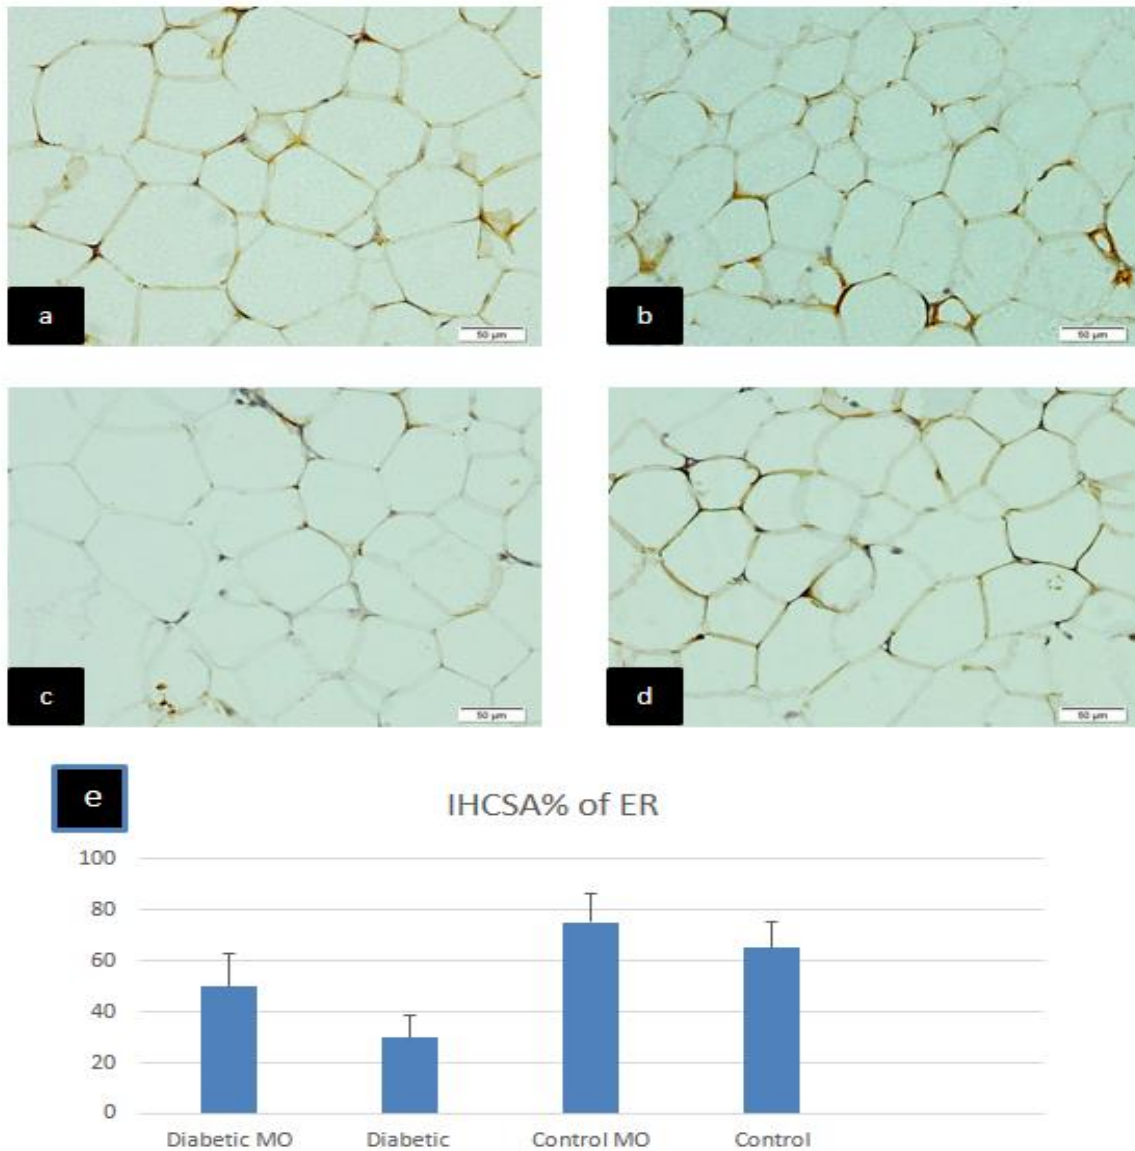 a
50 µm
b
50 µm
c
50 µm
d
50 µm
e
IHCSA% of ER
100
80
60
40
20
0
Diabetic MO Diabetic Control MO Control